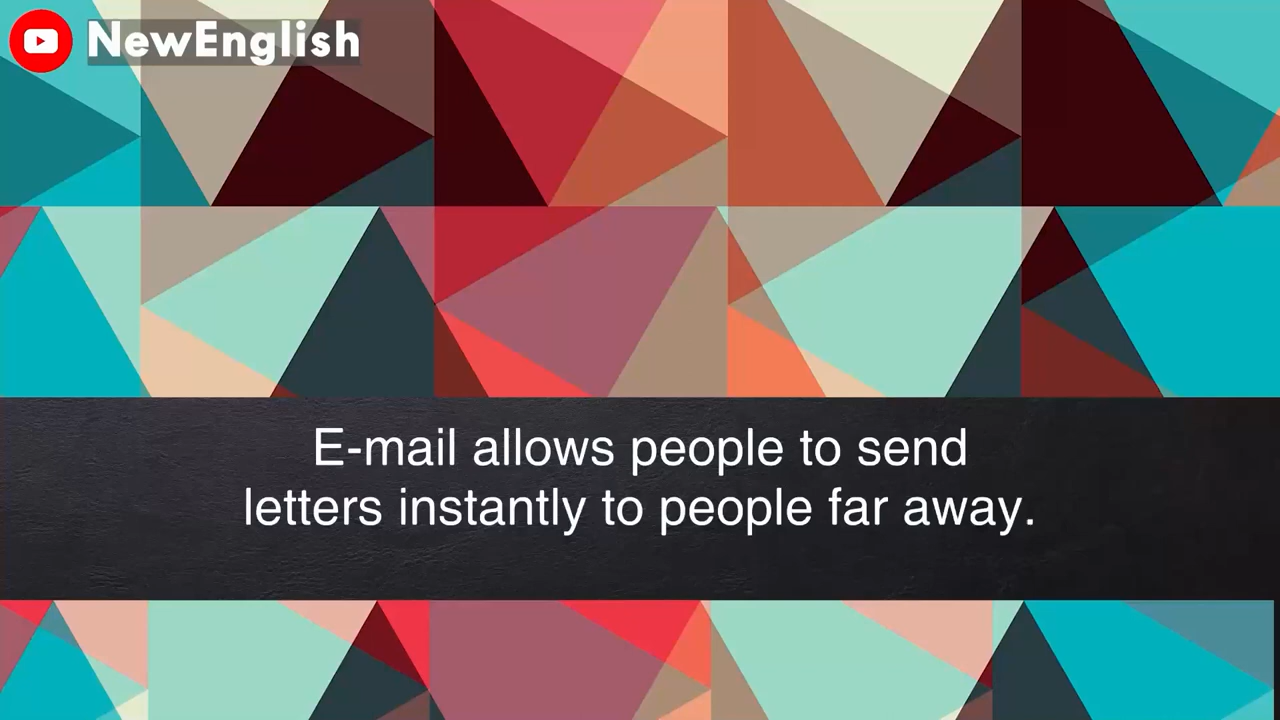 NewEnglish
E-mail allows people to send
letters instantly to people far away.